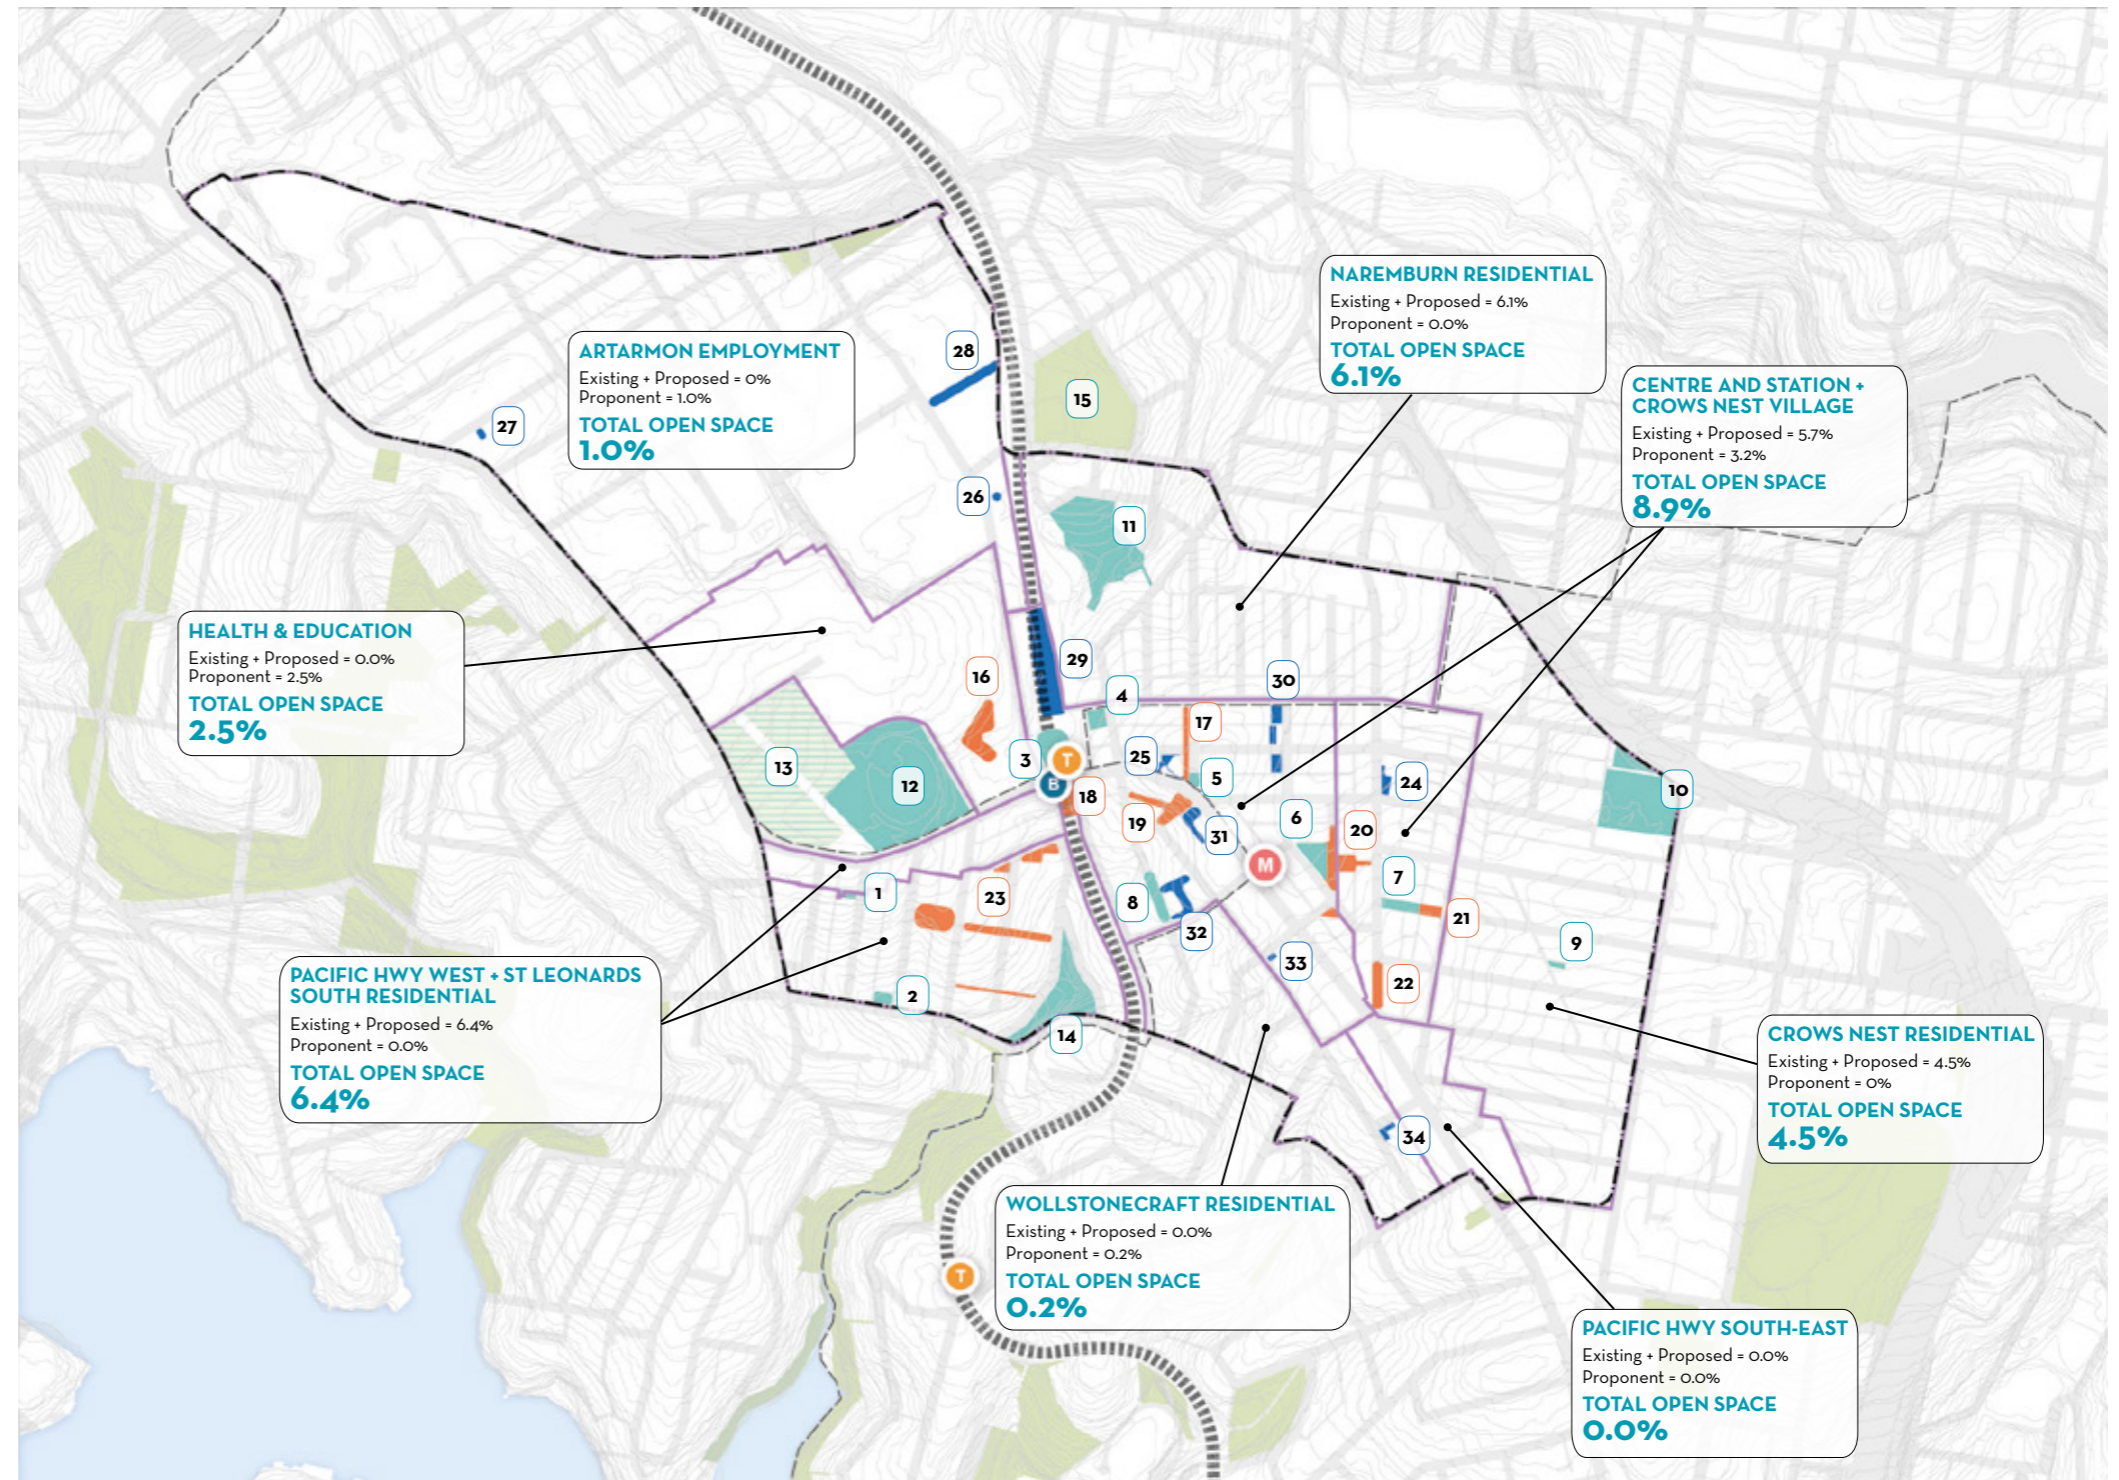 NAREMBURN RESIDENTIAL
Existing + Proposed = 6.1%
Proponent = 0.0%
TOTAL OPEN SPACE
6.1%
ARTARMON EMPLOYMENT
Existing + Proposed = 0%
Proponent = 1.0%
TOTAL OPEN SPACE
1.0%
28
15
27
CENTRE AND STATION +
CROWS NEST VILLAGE
Existing + Proposed = 5.7%
Proponent = 3.2%
TOTAL OPEN SPACE
8.9%
26
11
HEALTH & EDUCATION
Existing + Proposed = 0.0%
Proponent = 2.5%
TOTAL OPEN SPACE
2.5%
29
16
4
30
17
3
T
B
25
5
13
12
24
10
18
19
31
6
20
M
7
1
23
8
21
32
9
33
22
2
14
PACIFIC HWY WEST + ST LEONARDS
SOUTH RESIDENTIAL
Existing + Proposed = 6.4%
Proponent = 0.0%
TOTAL OPEN SPACE
6.4%
CROWS NEST RESIDENTIAL
Existing + Proposed = 4.5%
Proponent = 0%
TOTAL OPEN SPACE
4.5%
34
WOLLSTONECRAFT RESIDENTIAL
Existing + Proposed = 0.0%
Proponent = 0.2%
TOTAL OPEN SPACE
0.2%
T
PACIFIC HWY SOUTH-EAST
Existing + Proposed = 0.0%
Proponent = 0.0%
TOTAL OPEN SPACE
0.0%